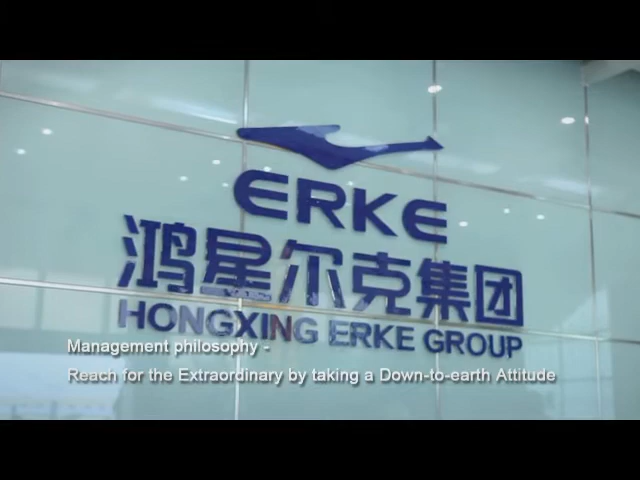 ERKE
鸿星尔克集团
HONGXING ERKE GROUP
Management philosophy -
Reach for the Extraordinary by taking a Down-to-earth Attitude